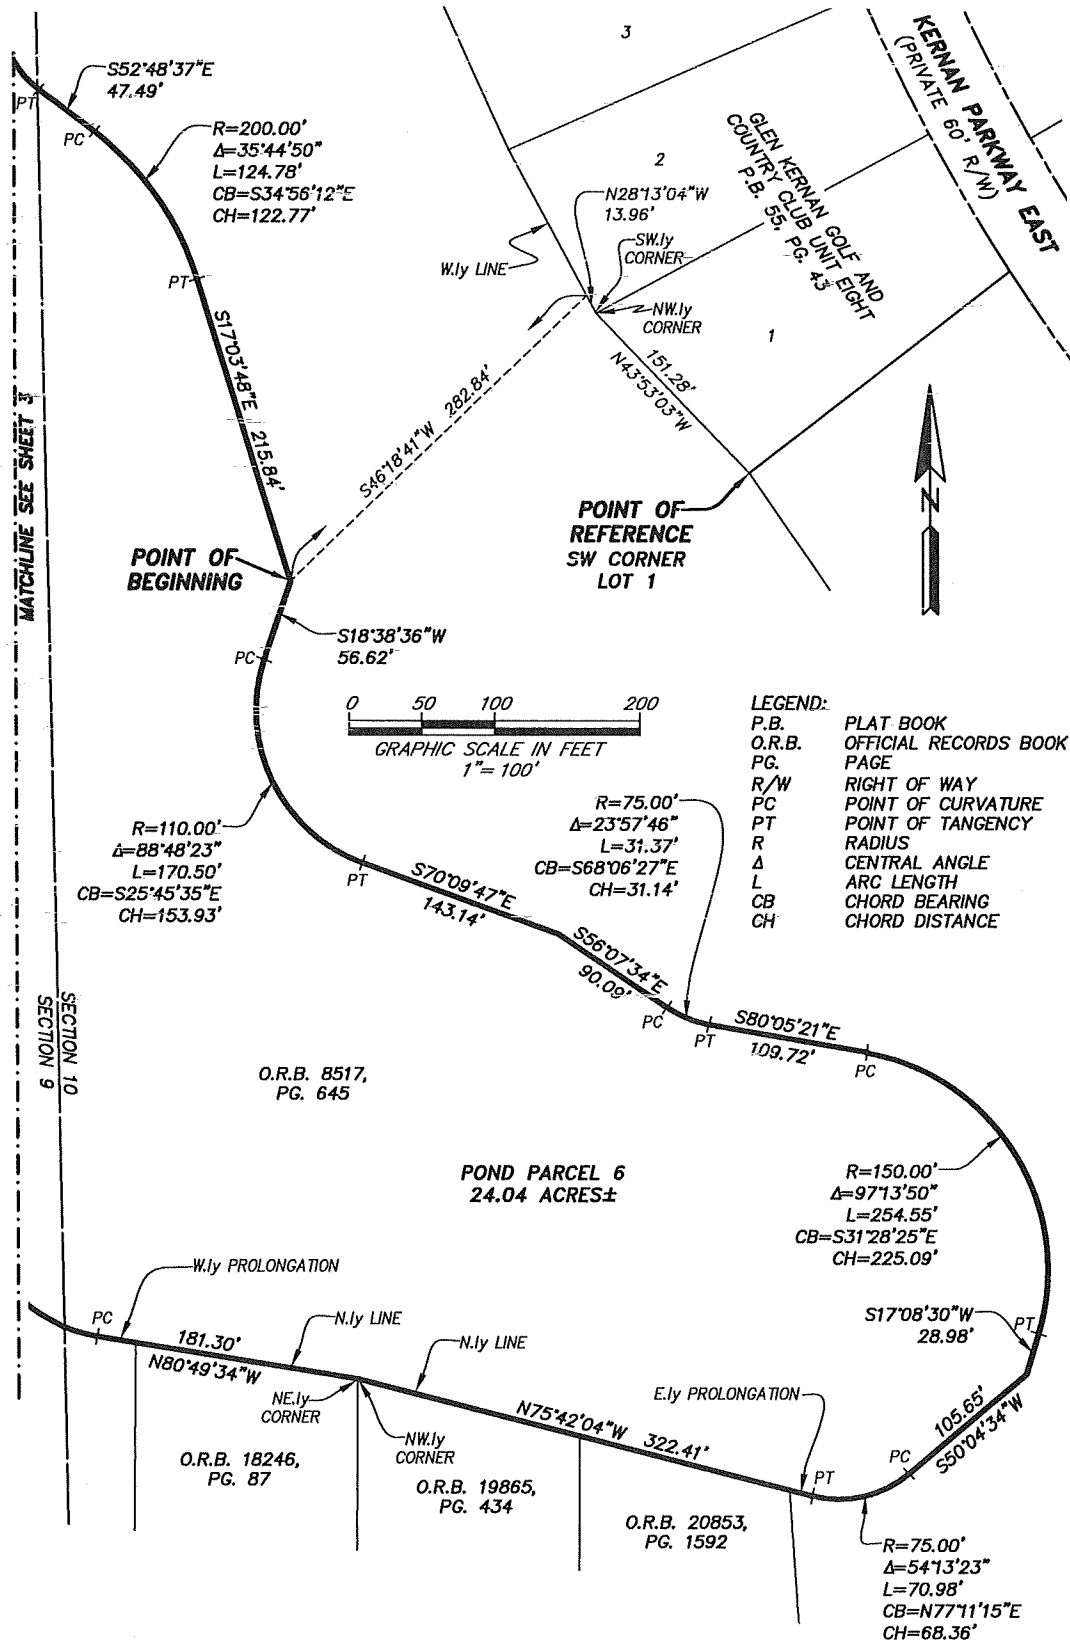 3
KERNAN PARKWAY EAST
(PRIVATE 60' R/W)
S52°48'37"E
47.49'
PT
PC
R=200.00'
Δ=35°44'50"
L=124.78'
CB=S34°56'12"E
CH=122.77'
2
GLEN KERNAN GOLF AND
COUNTRY CLUB UNIT EIGHT
P.B. 55, PG. 43
N28°13'04"W
13.96'
SW.ly
CORNER
W.ly LINE
NW.ly
CORNER
1
PT
S17°03'48"E 215.84'
151.28'
N43°53'03"W
S46°18'41"W 282.84'
MATCHLINE SEE SHEET 3
N
POINT OF
REFERENCE
SW CORNER
LOT 1
POINT OF
BEGINNING
S18°38'36"W
56.62'
PC
0 50 100 200
GRAPHIC SCALE IN FEET
1"= 100'
LEGEND:
P.B. PLAT BOOK
O.R.B. OFFICIAL RECORDS BOOK
PG. PAGE
R/W RIGHT OF WAY
PC POINT OF CURVATURE
PT POINT OF TANGENCY
R RADIUS
Δ CENTRAL ANGLE
L ARC LENGTH
CB CHORD BEARING
CH CHORD DISTANCE
R=110.00'
Δ=88°48'23"
L=170.50'
CB=S25°45'35"E
CH=153.93'
PT
R=75.00'
Δ=23°57'46"
L=31.37'
CB=S68°06'27"E
CH=31.14'
S70°09'47"E
143.14'
S56°07'34"E
90.09'
PC
PT
S80°05'21"E
109.72'
PC
SECTION 10
SECTION 9
O.R.B. 8517,
PG. 645
POND PARCEL 6
24.04 ACRES±
R=150.00'
Δ=97°13'50"
L=254.55'
CB=S31°28'25"E
CH=225.09'
W.ly PROLONGATION
PC
181.30'
N80°49'34"W
N.ly LINE
N.ly LINE
S17°08'30"W
28.98'
PT
NE.ly
CORNER
NW.ly
CORNER
N75°42'04"W 322.41'
E.ly PROLONGATION
105.65'
S50°04'34"W
PC
PT
O.R.B. 18246,
PG. 87
O.R.B. 19865,
PG. 434
O.R.B. 20853,
PG. 1592
R=75.00'
Δ=54°13'23"
L=70.98'
CB=N77°11'15"E
CH=68.36'